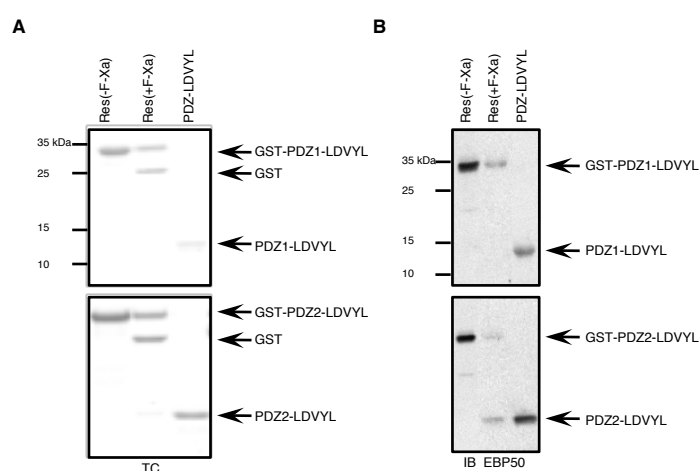 A
B
Res(-F-Xa)
Res(+F-Xa)
PDZ-LDVYL
Res(-F-Xa)
Res(+F-Xa)
PDZ-LDVYL
35 kDa
25
15
10
GST-PDZ1-LDVYL
GST
PDZ1-LDVYL
GST-PDZ2-LDVYL
GST
PDZ2-LDVYL
TC
35 kDa
25
15
10
GST-PDZ1-LDVYL
PDZ1-LDVYL
GST-PDZ2-LDVYL
PDZ2-LDVYL
IB EBP50